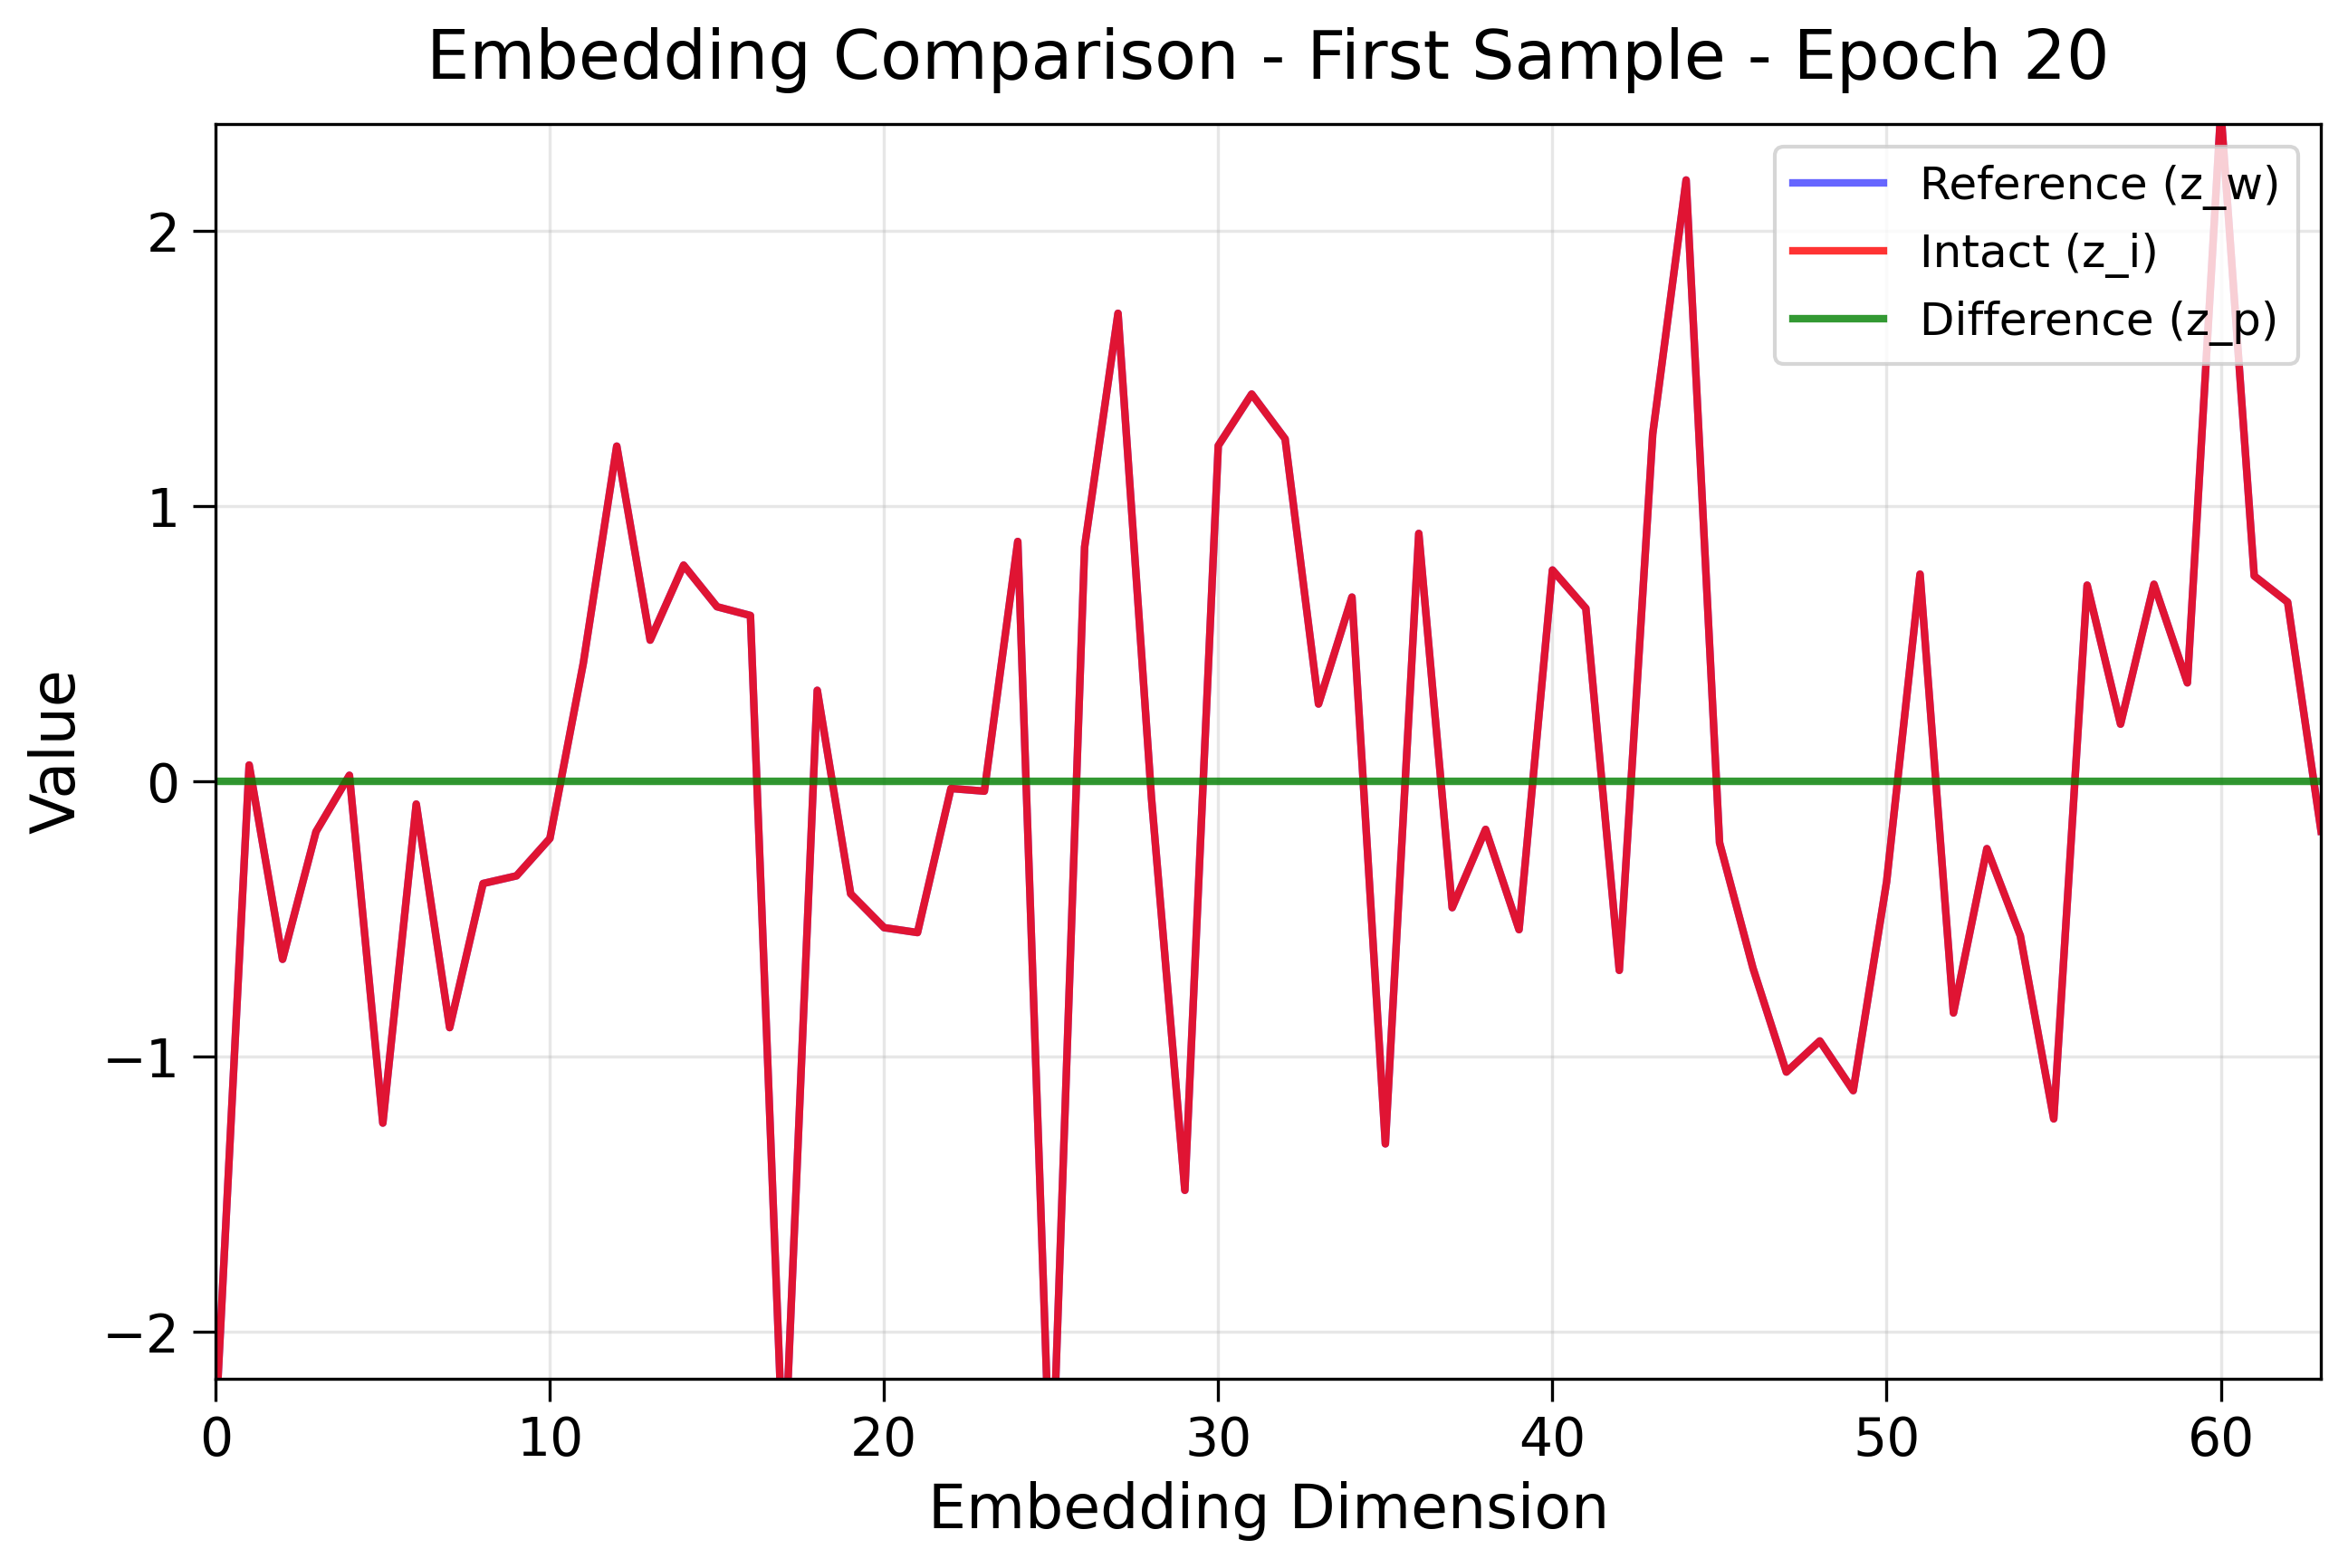 Embedding Comparison - First Sample - Epoch 20
Reference (z_w)
Intact (z_i)
Difference (z_p)
2
1
0
−1
−2
Value
0 10 20 30 40 50 60
Embedding Dimension